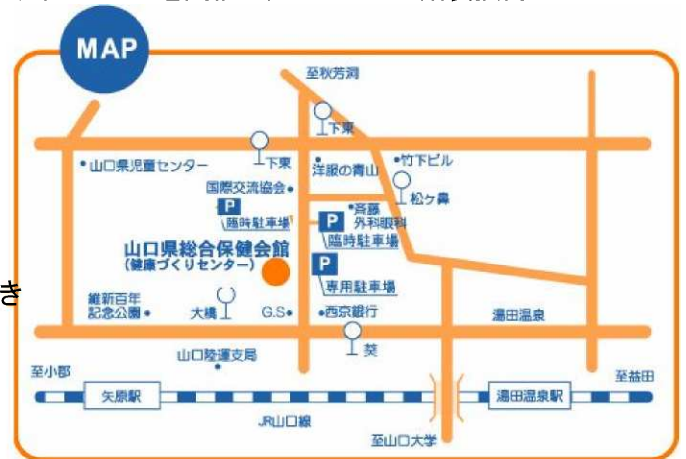 MAP
至秋芳洞
下東
・山口県児童センター
下東
洋服の青山
・竹下ビル
国際交流協会・
松ヶ鼻
P
臨時駐車場
・斉藤
外科眼科
P
臨時駐車場
山口県総合保健会館
(健康づくりセンター)
P
専用駐車場
き
維新百年
記念公園・
大橋
G.S・
・西京銀行
湯田温泉
葵
山口陸運支局
至小郡
至益田
矢原駅
湯田温泉駅
JR山口線
至山口大学